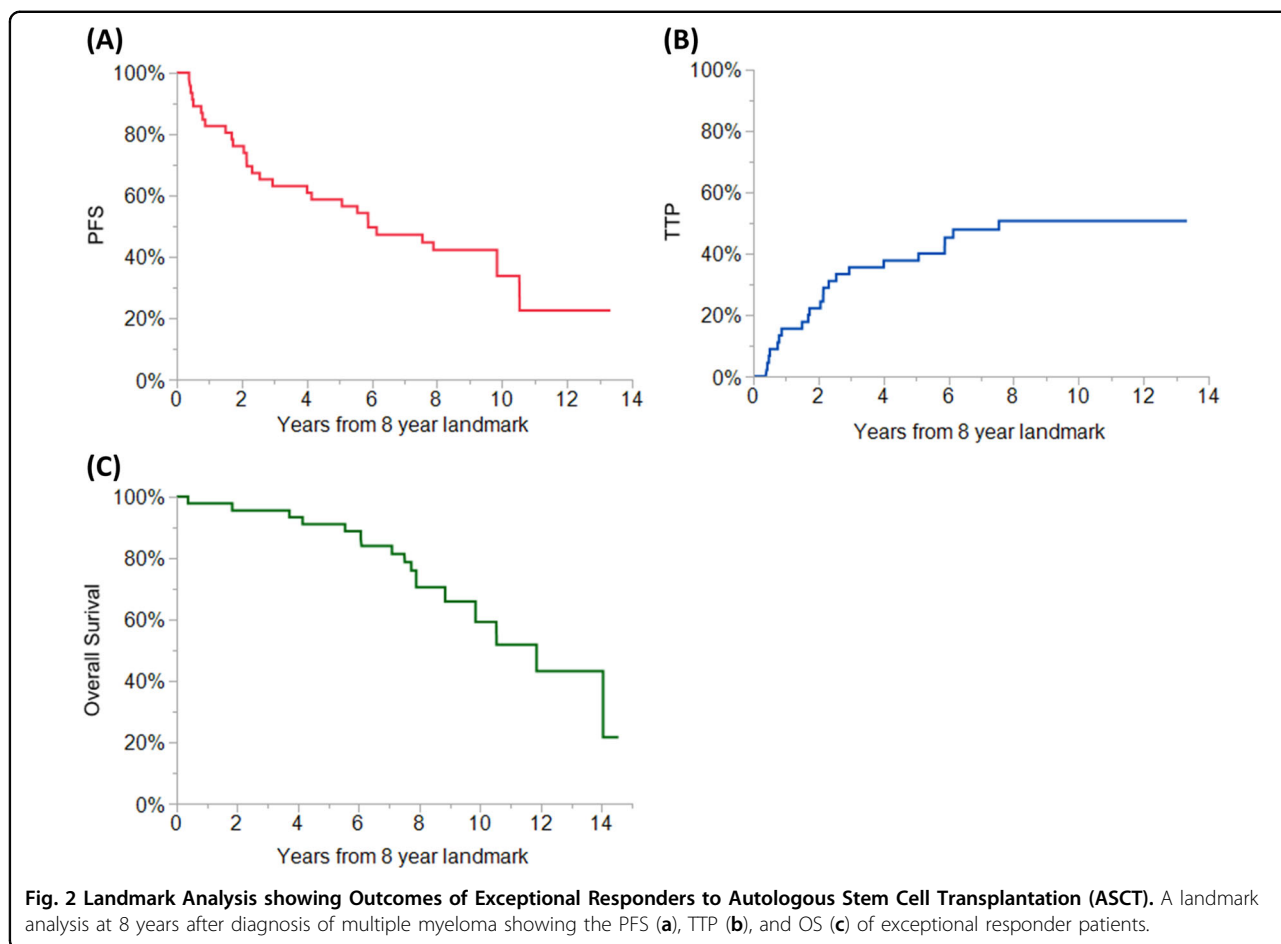 (A)
100%
80%
60%
40%
20%
0%
PFS
0 2 4 6 8 10 12 14
Years from 8 year landmark
(B)
100%
80%
60%
40%
20%
0%
TTP
0 2 4 6 8 10 12 14
Years from 8 year landmark
(C)
100%
80%
60%
40%
20%
0%
Overall Surival
0 2 4 6 8 10 12 14
Years from 8 year landmark
Fig. 2 Landmark Analysis showing Outcomes of Exceptional Responders to Autologous Stem Cell Transplantation (ASCT). A landmark
analysis at 8 years after diagnosis of multiple myeloma showing the PFS (a), TTP (b), and OS (c) of exceptional responder patients.